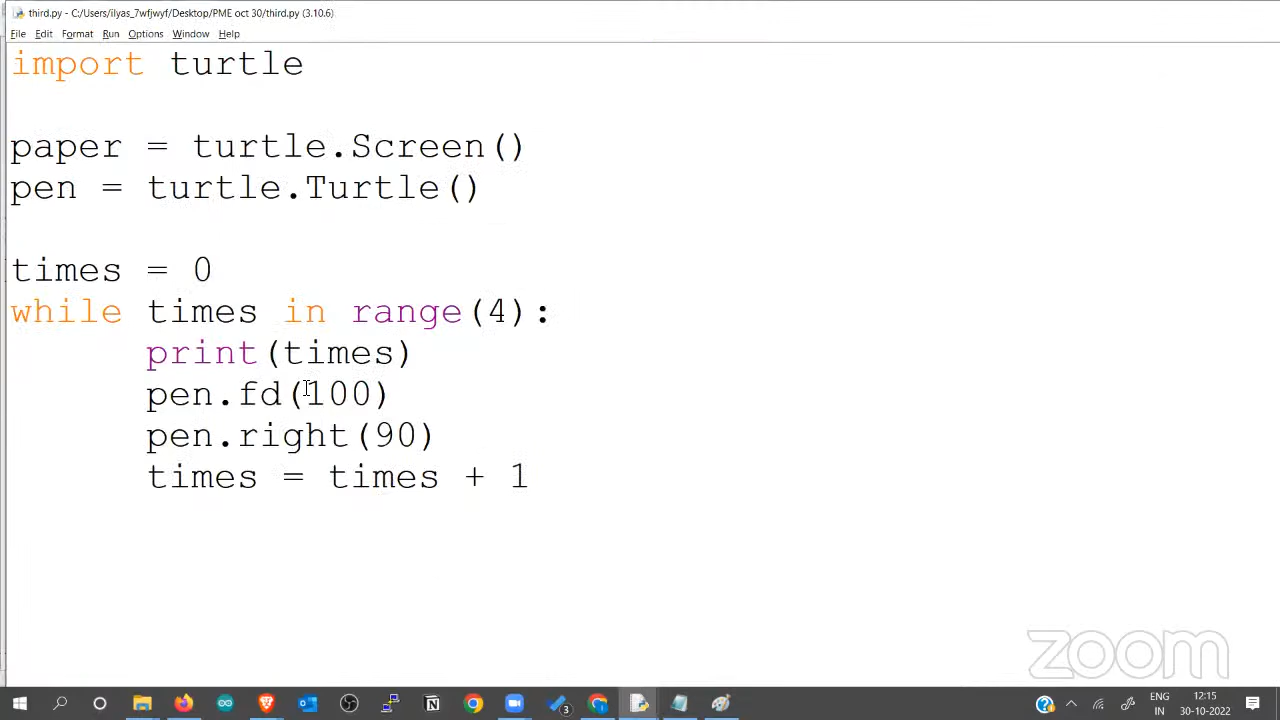 third.py - C:/Users/ilyas_7wfjwyf/Desktop/PME oct 30/third.py (3.10.6)
File Edit Format Run Options Window Help
import turtle
paper = turtle.Screen()
pen = turtle.Turtle()
times = 0
while times in range(4):
print(times)
pen.fd(100)
pen.right(90)
times = times + 1
zoom
3
ENG
IN
12:15
30-10-2022